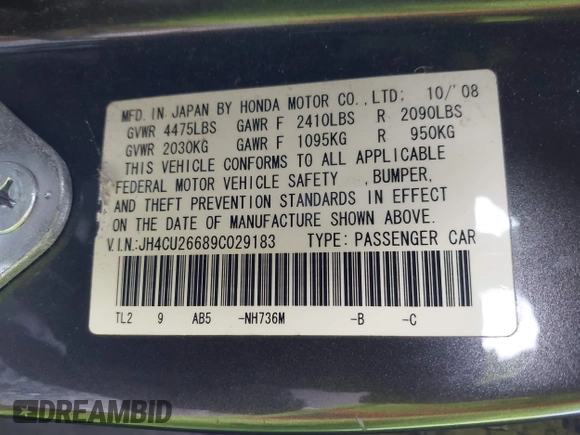 MFD. IN JAPAN BY HONDA MOTOR CO., LTD; 10/'08
GVWR 4475LBS GAWR F 2410LBS R 2090LBS
GVWR 2030KG GAWR F 1095KG R 950KG
THIS VEHICLE CONFORMS TO ALL APPLICABLE
FEDERAL MOTOR VEHICLE SAFETY ,BUMPER,
AND THEFT PREVENTION STANDARDS IN EFFECT
ON THE DATE OF MANUFACTURE SHOWN ABOVE.
V.I.N:JH4CU26689C029183 TYPE: PASSENGER CAR
TL2 9 AB5 -NH736M -B -C
DREAMBID